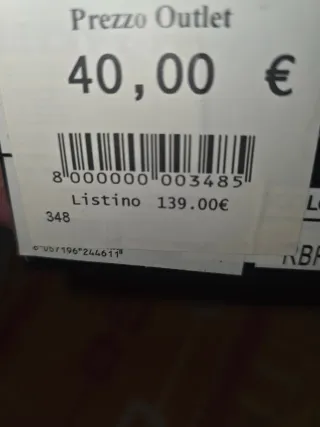 Prezzo Outlet
40,00 €
8 000000 003485
Listino 139.00€
348